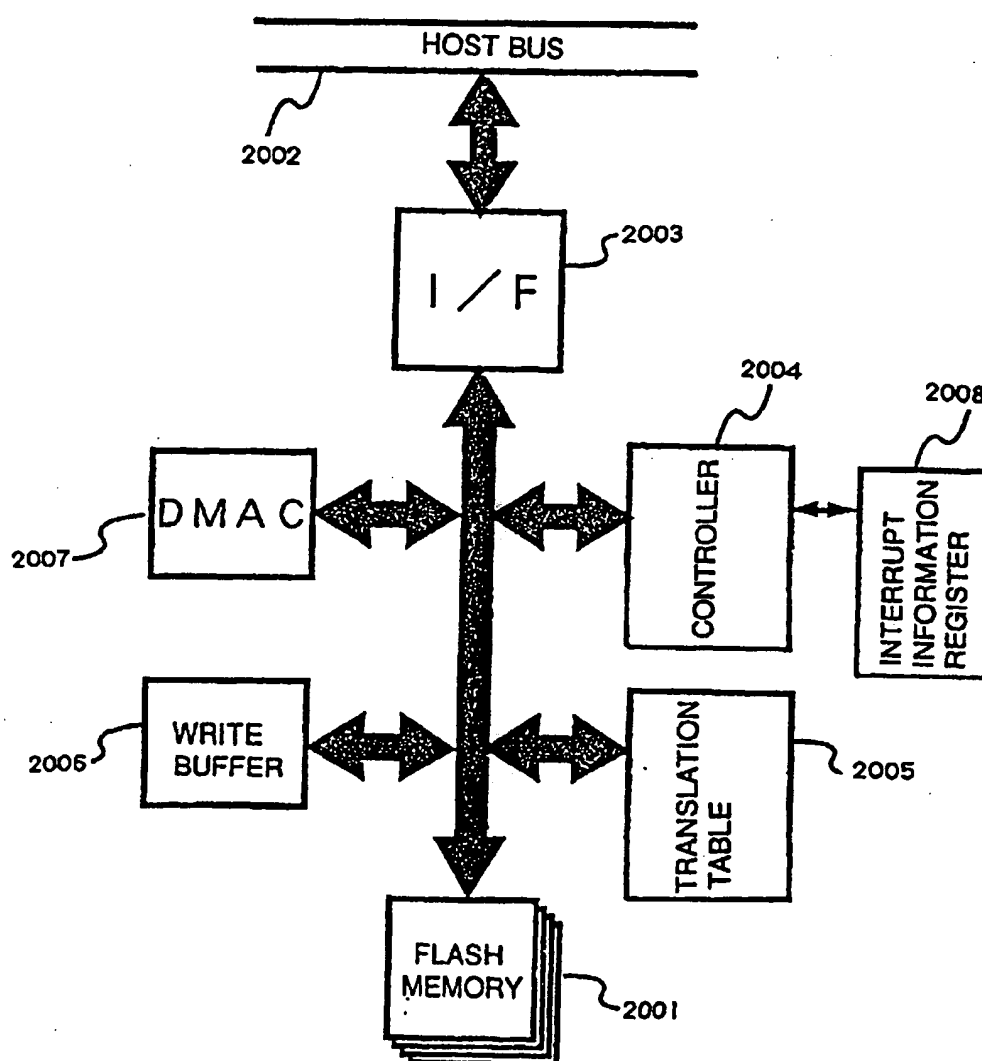 HOST BUS
2002
I/F
2003
2004
2008
DMAC
2007
CONTROLLER
INTERRUPT
INFORMATION
REGISTER
WRITE
BUFFER
2006
TRANSLATION
TABLE
2005
FLASH
MEMORY
2001